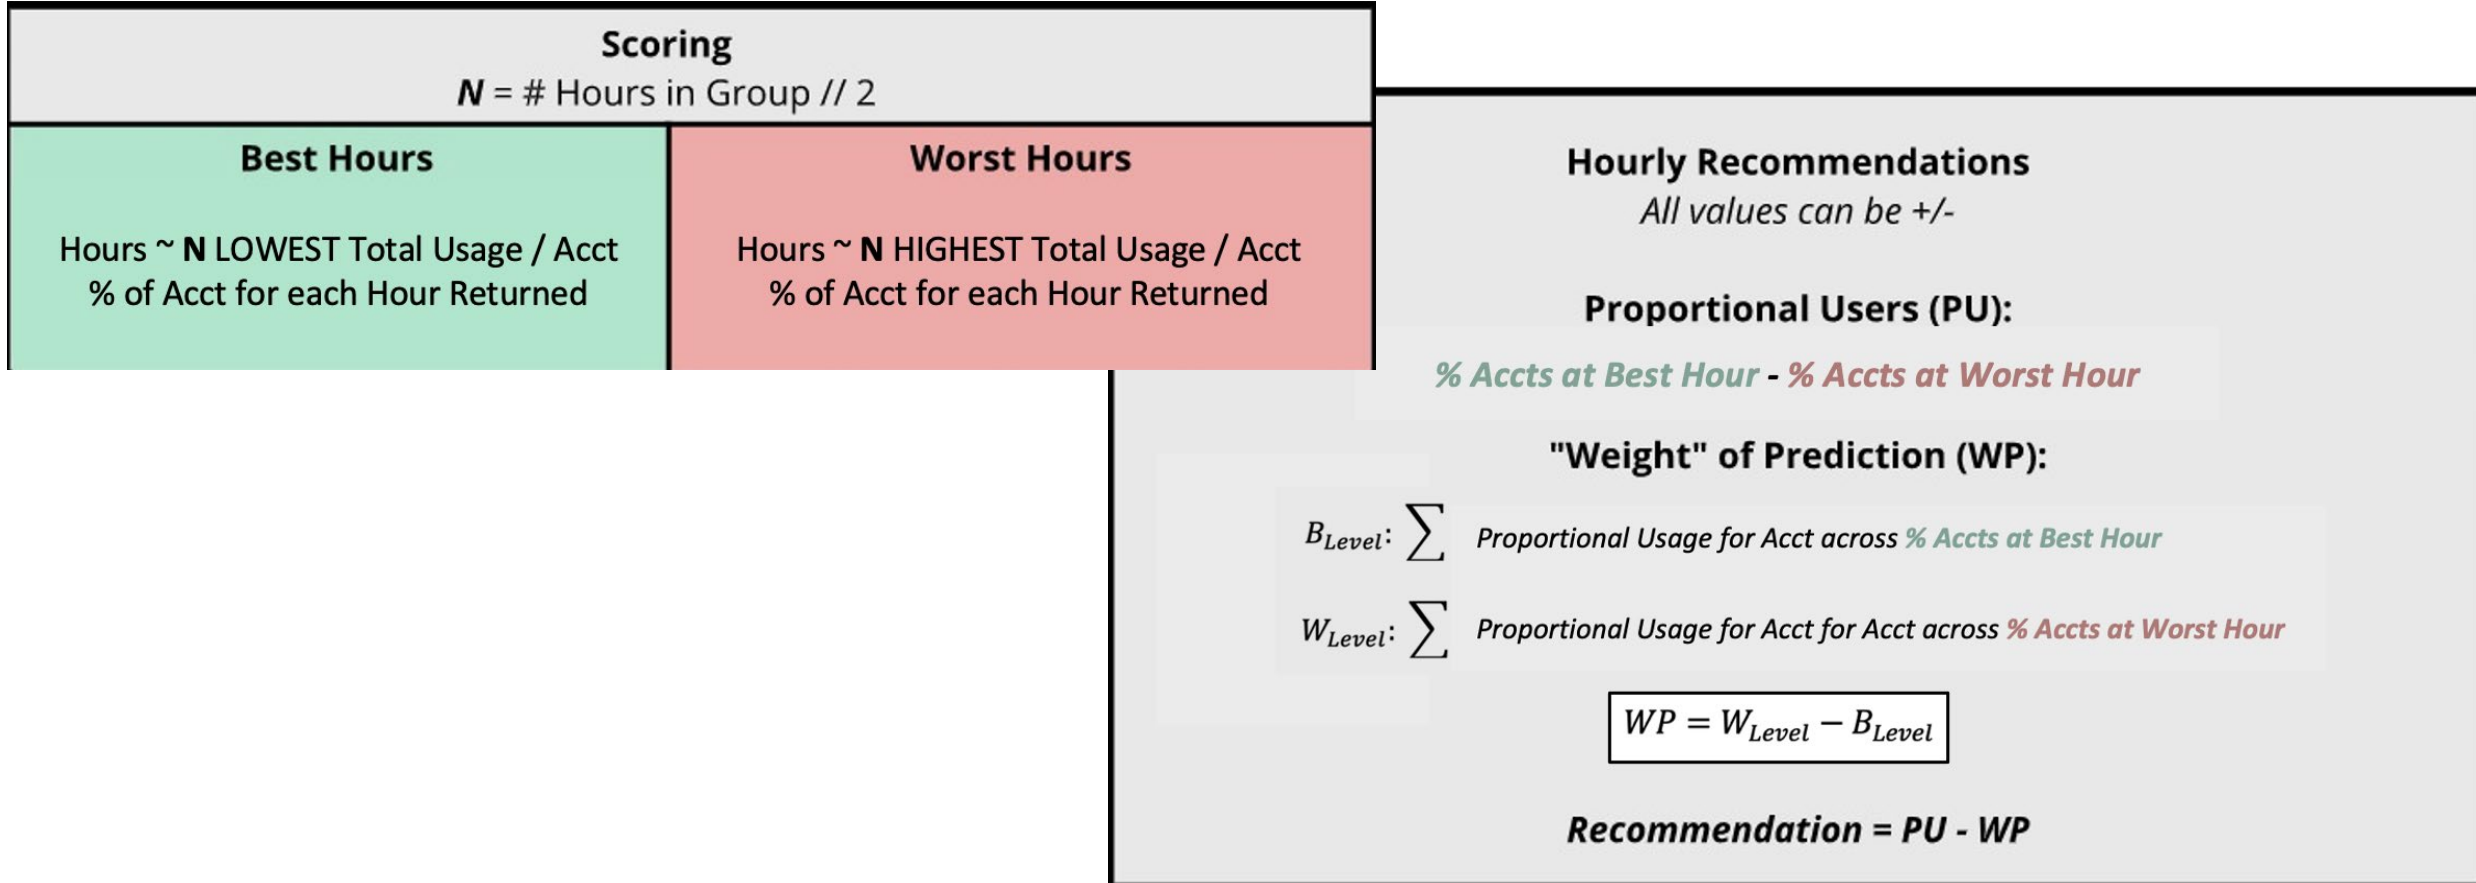 Scoring
N = # Hours in Group // 2
Best Hours
Hours ~ N LOWEST Total Usage / Acct
% of Acct for each Hour Returned
Worst Hours
Hours ~ N HIGHEST Total Usage / Acct
% of Acct for each Hour Returned
Hourly Recommendations
All values can be +/-
Proportional Users (PU):
% Accts at Best Hour - % Accts at Worst Hour
"Weight" of Prediction (WP):
B_Level: ∑ Proportional Usage for Acct across % Accts at Best Hour
W_Level: ∑ Proportional Usage for Acct for Acct across % Accts at Worst Hour
WP = W_Level − B_Level
Recommendation = PU - WP